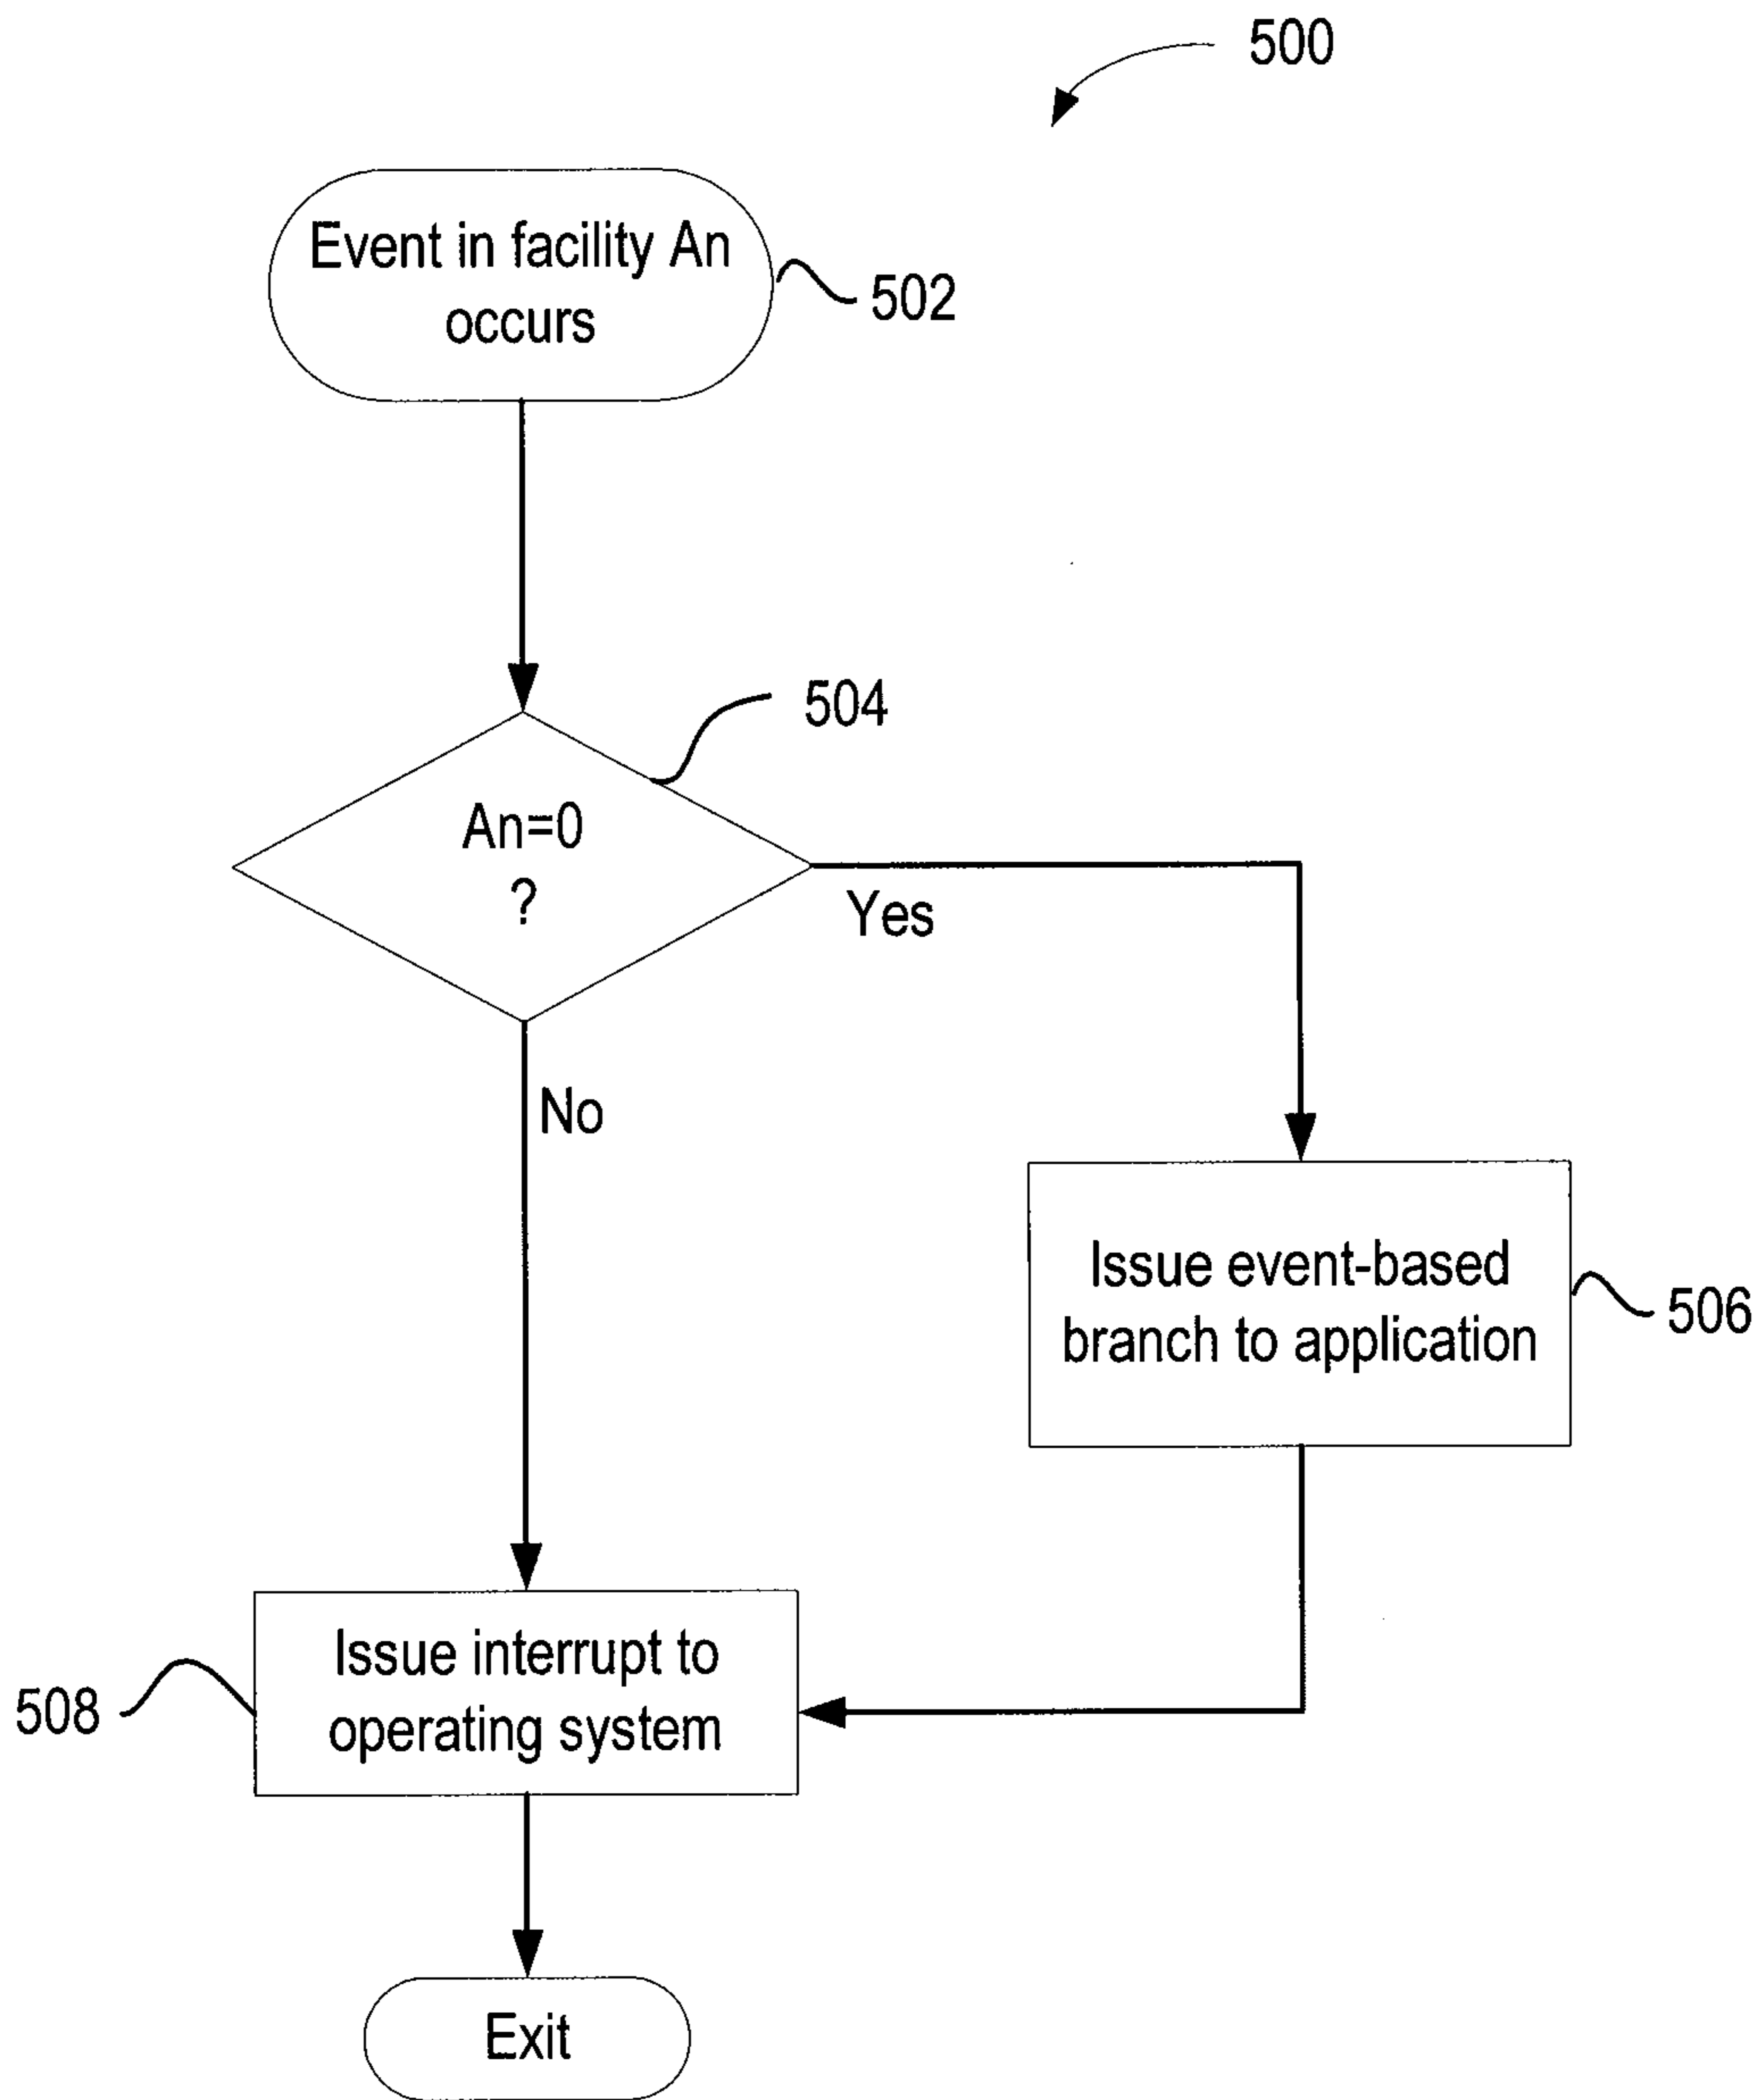 500
Event in facility An
occurs
502
504
An=0
?
Yes
No
Issue event-based
branch to application
506
Issue interrupt to
operating system
508
Exit